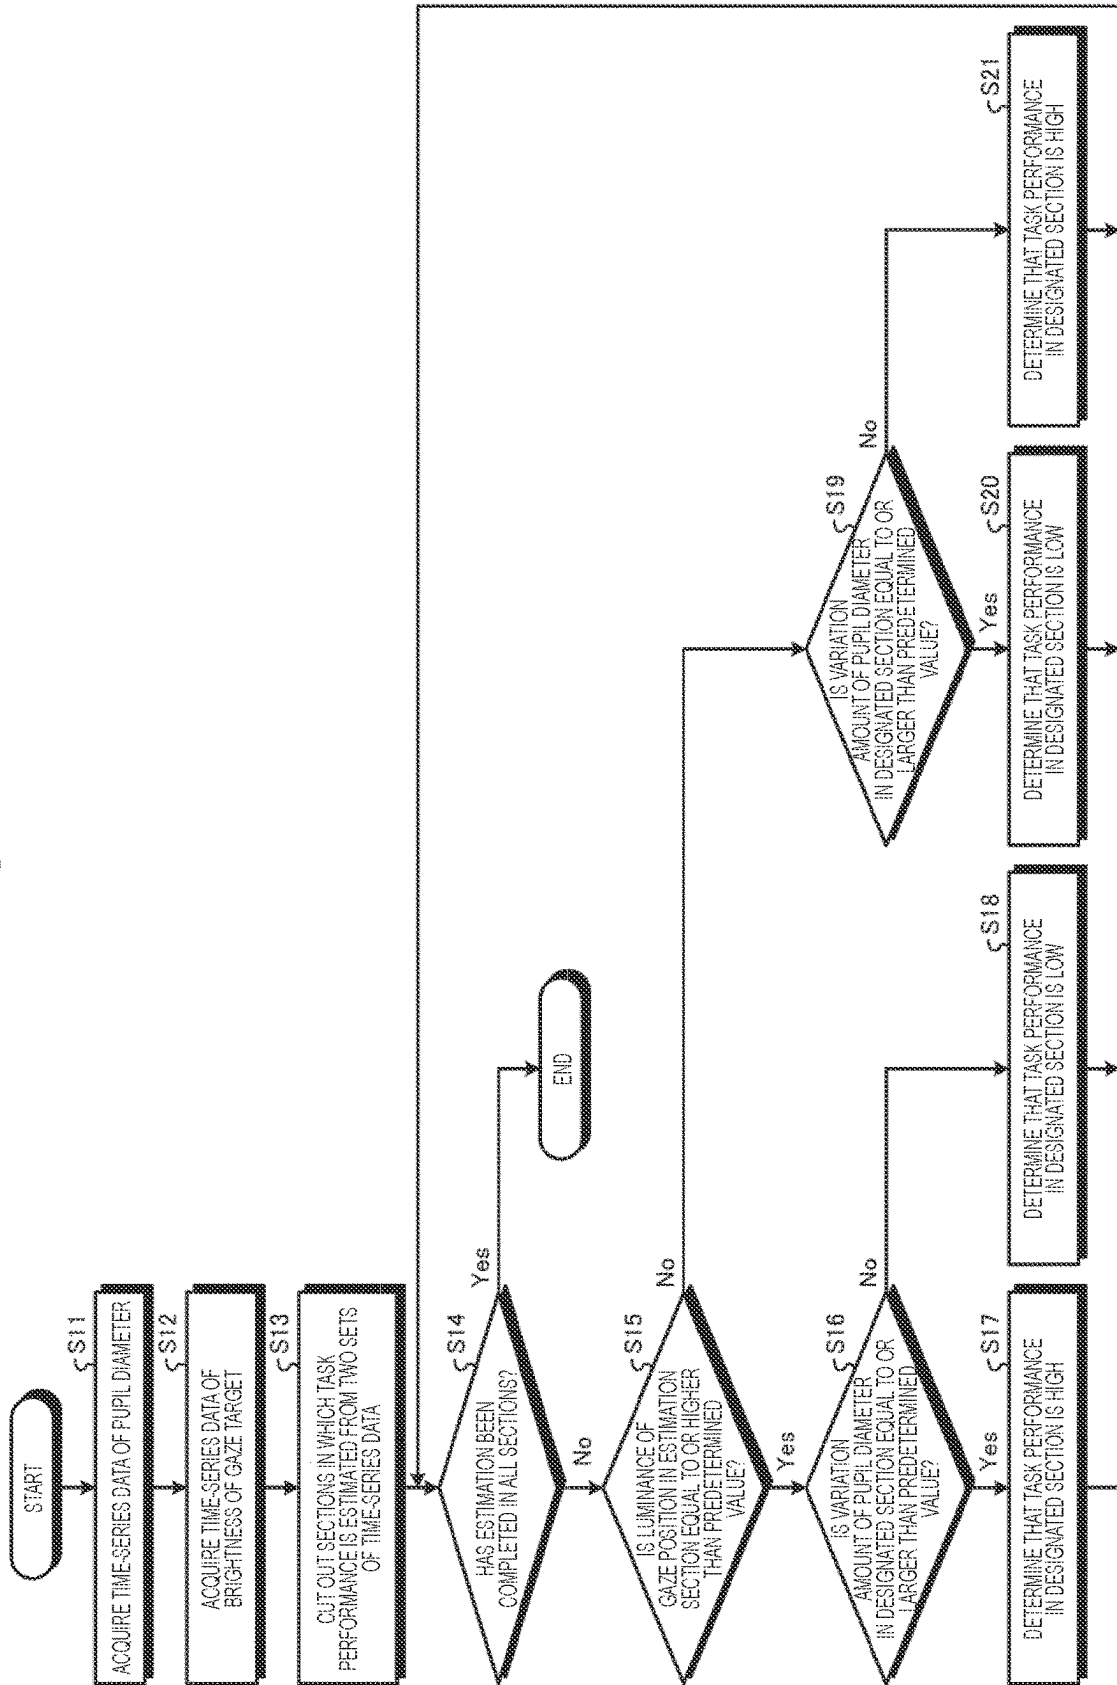 START
S11
ACQUIRE TIME-SERIES DATA OF PUPIL DIAMETER
S12
ACQUIRE TIME-SERIES DATA OF
BRIGHTNESS OF GAZE TARGET
S13
CUT OUT SECTIONS IN WHICH TASK
PERFORMANCE IS ESTIMATED FROM TWO SETS
OF TIME-SERIES DATA
S14
HAS ESTIMATION BEEN
COMPLETED IN ALL SECTIONS?
Yes
No
END
S15
IS LUMINANCE OF
GAZE POSITION IN ESTIMATION
SECTION EQUAL TO OR HIGHER
THAN PREDETERMINED
VALUE?
No
Yes
S16
IS VARIATION
AMOUNT OF PUPIL DIAMETER
IN DESIGNATED SECTION EQUAL TO OR
LARGER THAN PREDETERMINED
VALUE?
No
Yes
S19
IS VARIATION
AMOUNT OF PUPIL DIAMETER
IN DESIGNATED SECTION EQUAL TO OR
LARGER THAN PREDETERMINED
VALUE?
No
Yes
S17
DETERMINE THAT TASK PERFORMANCE
IN DESIGNATED SECTION IS HIGH
S18
DETERMINE THAT TASK PERFORMANCE
IN DESIGNATED SECTION IS LOW
S20
DETERMINE THAT TASK PERFORMANCE
IN DESIGNATED SECTION IS LOW
S21
DETERMINE THAT TASK PERFORMANCE
IN DESIGNATED SECTION IS HIGH